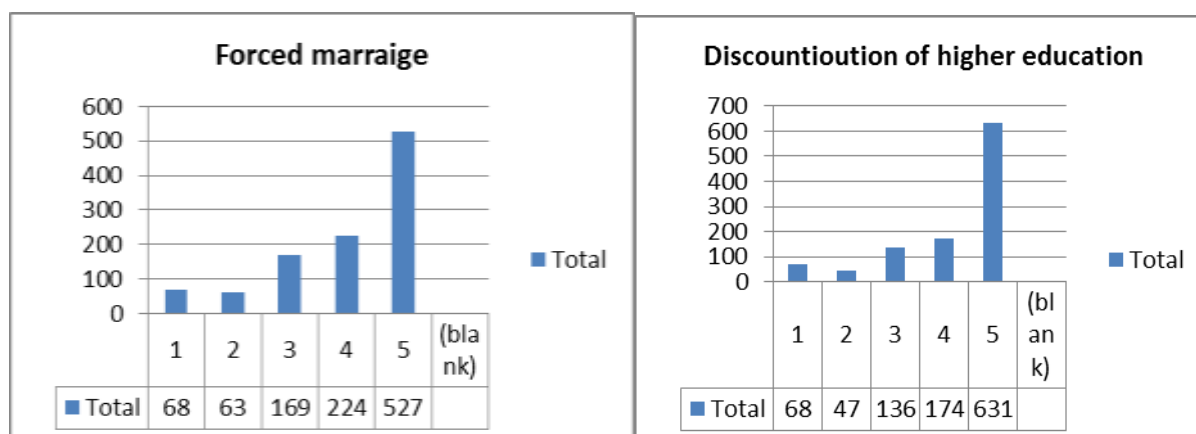 Forced marraige
600
500
400
300
200
100
0
Total
1 2 3 4 5 (bla
nk)
Total 68 63 169 224 527
Discountioution of higher education
700
600
500
400
300
200
100
0
Total
1 2 3 4 5 (bl
an
k)
Total 68 47 136 174 631